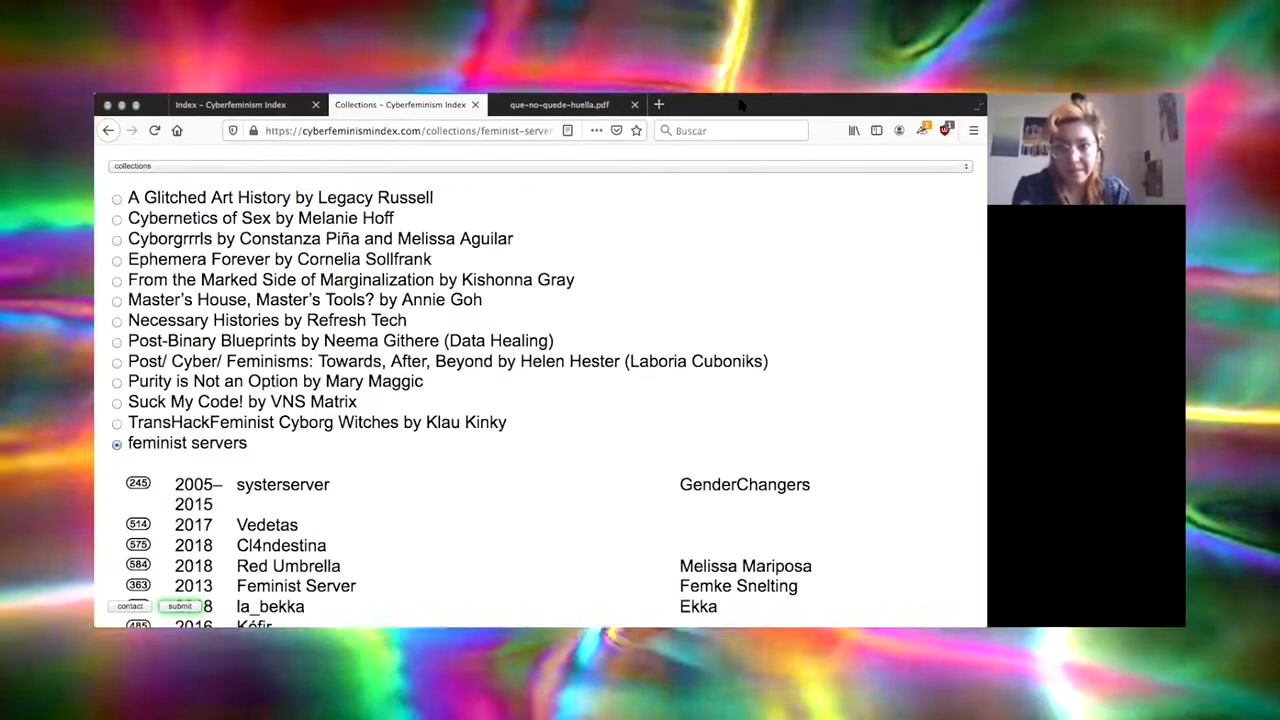 Index – Cyberfeminism Index
Collections – Cyberfeminism Index
que-no-quede-huella.pdf
https://cyberfeminismindex.com/collections/feminist-server
Buscar
2
1
collections
A Glitched Art History by Legacy Russell
Cybernetics of Sex by Melanie Hoff
Cyborgrrrls by Constanza Piña and Melissa Aguilar
Ephemera Forever by Cornelia Sollfrank
From the Marked Side of Marginalization by Kishonna Gray
Master’s House, Master’s Tools? by Annie Goh
Necessary Histories by Refresh Tech
Post-Binary Blueprints by Neema Githere (Data Healing)
Post/ Cyber/ Feminisms: Towards, After, Beyond by Helen Hester (Laboria Cuboniks)
Purity is Not an Option by Mary Maggic
Suck My Code! by VNS Matrix
TransHackFeminist Cyborg Witches by Klau Kinky
feminist servers
245 2005– systerserver GenderChangers
2015
514 2017 Vedetas
575 2018 Cl4ndestina
584 2018 Red Umbrella Melissa Mariposa
363 2013 Feminist Server Femke Snelting
contact submit 8 la_bekka Ekka
485 2016 Kéfir